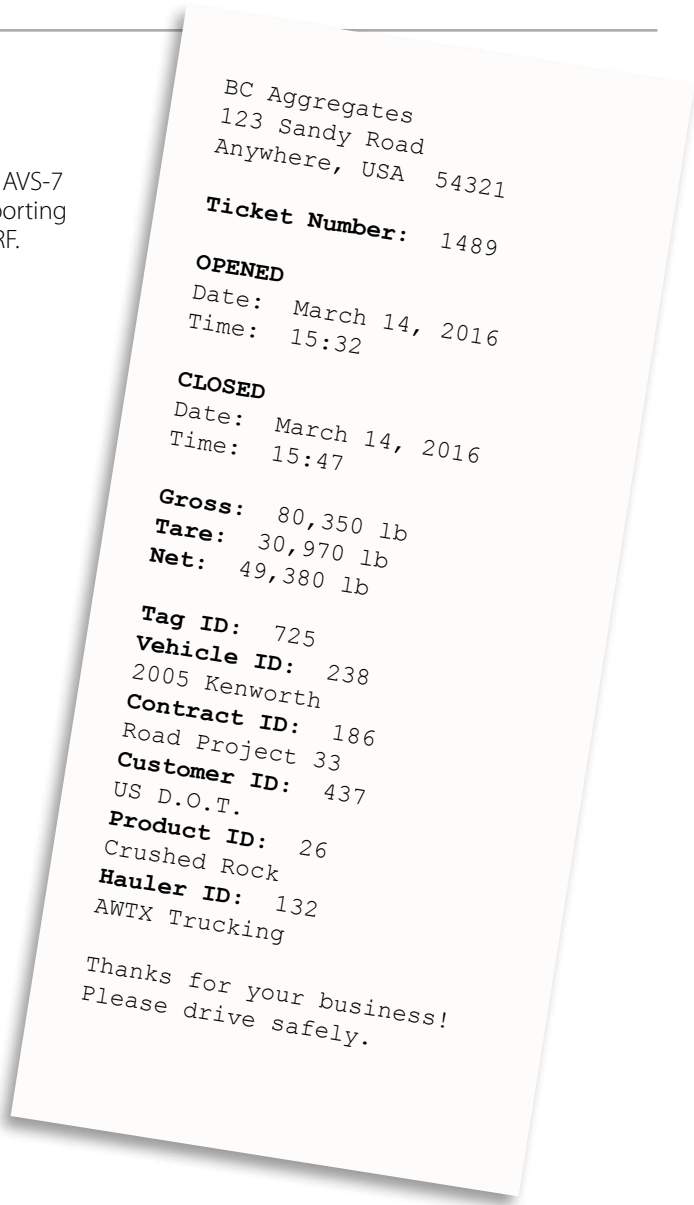 AVS-7
porting
RF.
BC Aggregates
123 Sandy Road
Anywhere, USA 54321
Ticket Number: 1489
OPENED
Date: March 14, 2016
Time: 15:32
CLOSED
Date: March 14, 2016
Time: 15:47
Gross: 80,350 lb
Tare: 30,970 lb
Net: 49,380 lb
Tag ID: 725
Vehicle ID: 238
2005 Kenworth
Contract ID: 186
Road Project 33
Customer ID: 437
US D.O.T.
Product ID: 26
Crushed Rock
Hauler ID: 132
AWTX Trucking
Thanks for your business!
Please drive safely.